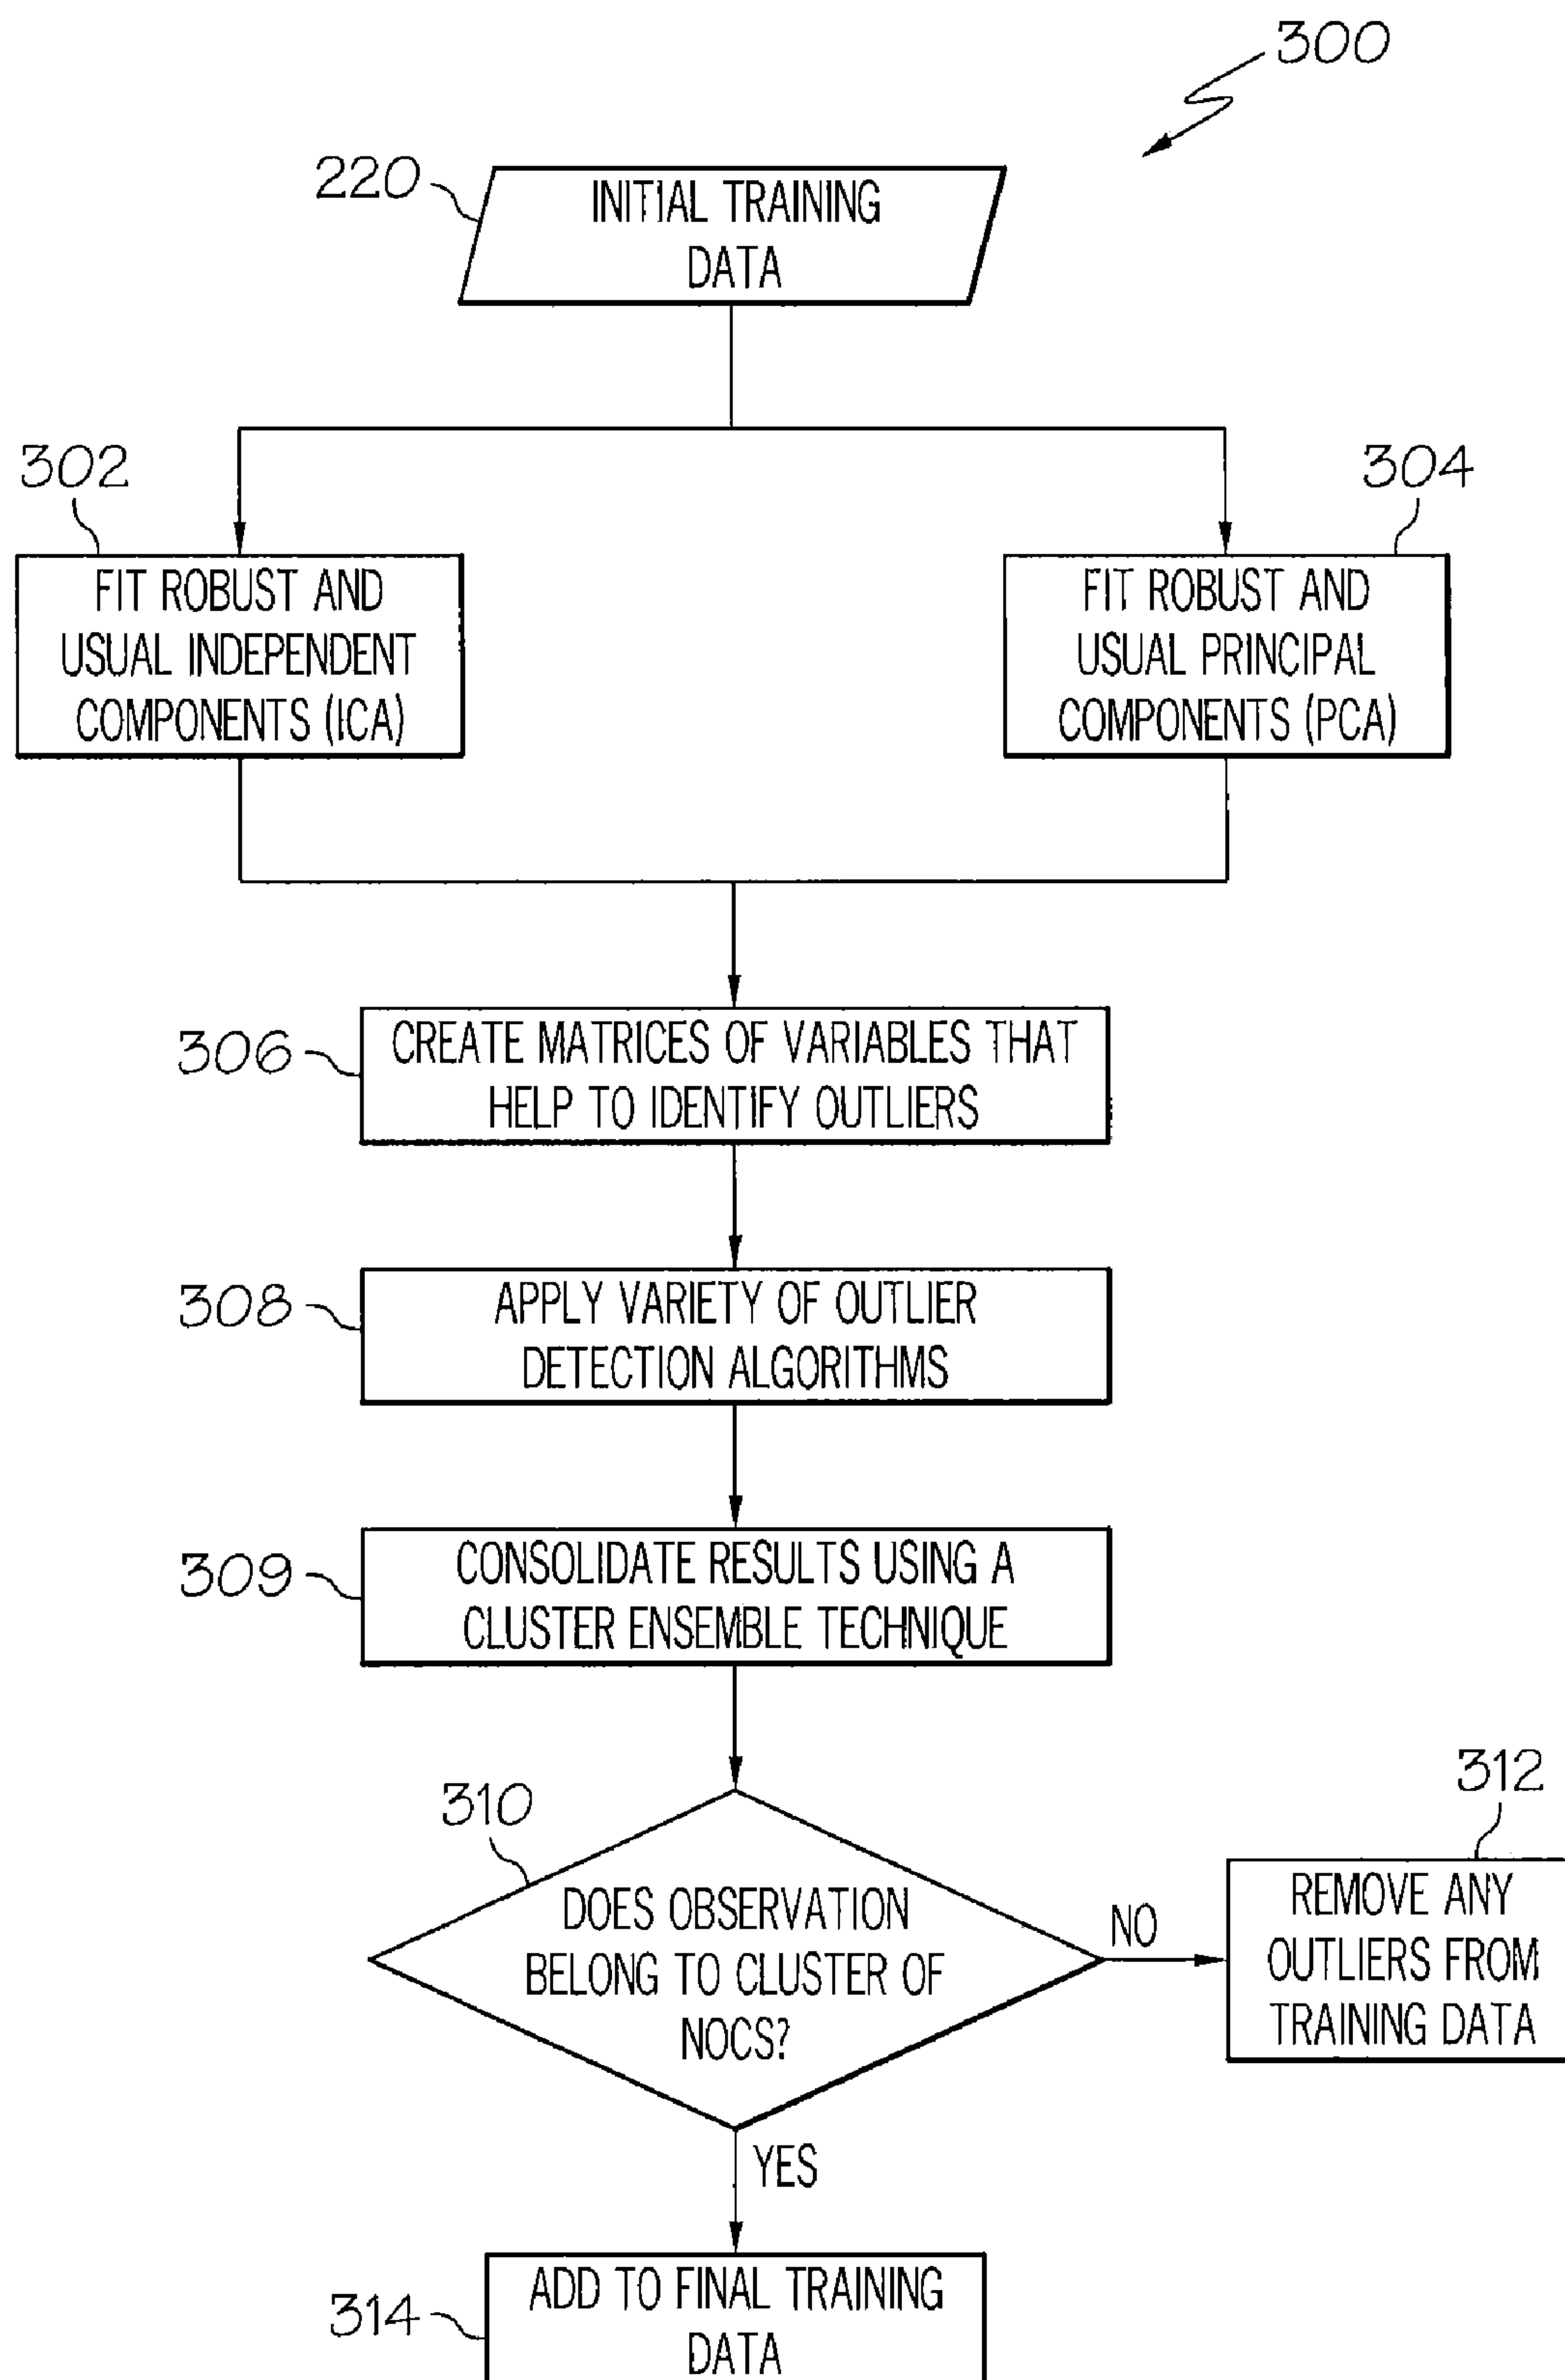 300
220
INITIAL TRAINING
DATA
302
304
FIT ROBUST AND
USUAL INDEPENDENT
COMPONENTS (ICA)
FIT ROBUST AND
USUAL PRINCIPAL
COMPONENTS (PCA)
306
CREATE MATRICES OF VARIABLES THAT
HELP TO IDENTIFY OUTLIERS
308
APPLY VARIETY OF OUTLIER
DETECTION ALGORITHMS
309
CONSOLIDATE RESULTS USING A
CLUSTER ENSEMBLE TECHNIQUE
310
DOES OBSERVATION
BELONG TO CLUSTER OF
NOCS?
NO
312
REMOVE ANY
OUTLIERS FROM
TRAINING DATA
YES
314
ADD TO FINAL TRAINING
DATA